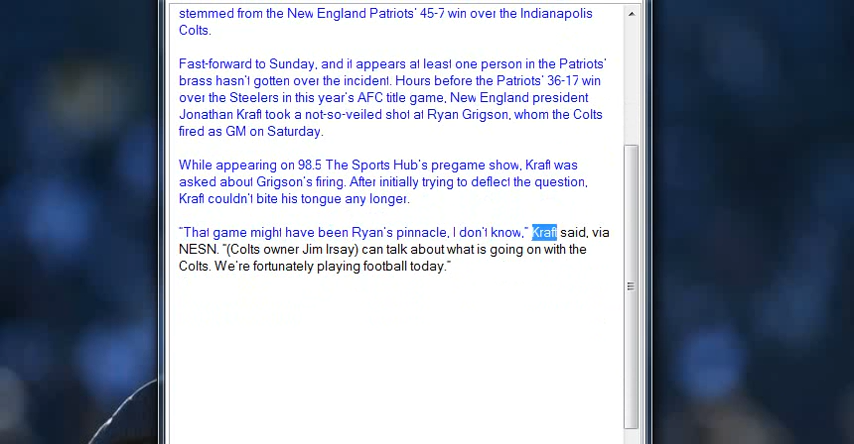 stemmed from the New England Patriots' 45-7 win over the Indianapolis
Colts.
Fast-forward to Sunday, and it appears at least one person in the Patriots'
brass hasn't gotten over the incident. Hours before the Patriots' 36-17 win
over the Steelers in this year's AFC title game, New England president
Jonathan Kraft took a not-so-veiled shot at Ryan Grigson, whom the Colts
fired as GM on Saturday.
While appearing on 98.5 The Sports Hub's pregame show, Kraft was
asked about Grigson's firing. After initially trying to deflect the question,
Kraft couldn't bite his tongue any longer.
"That game might have been Ryan's pinnacle, I don't know," Kraft said, via
NESN. "(Colts owner Jim Irsay) can talk about what is going on with the
Colts. We're fortunately playing football today."